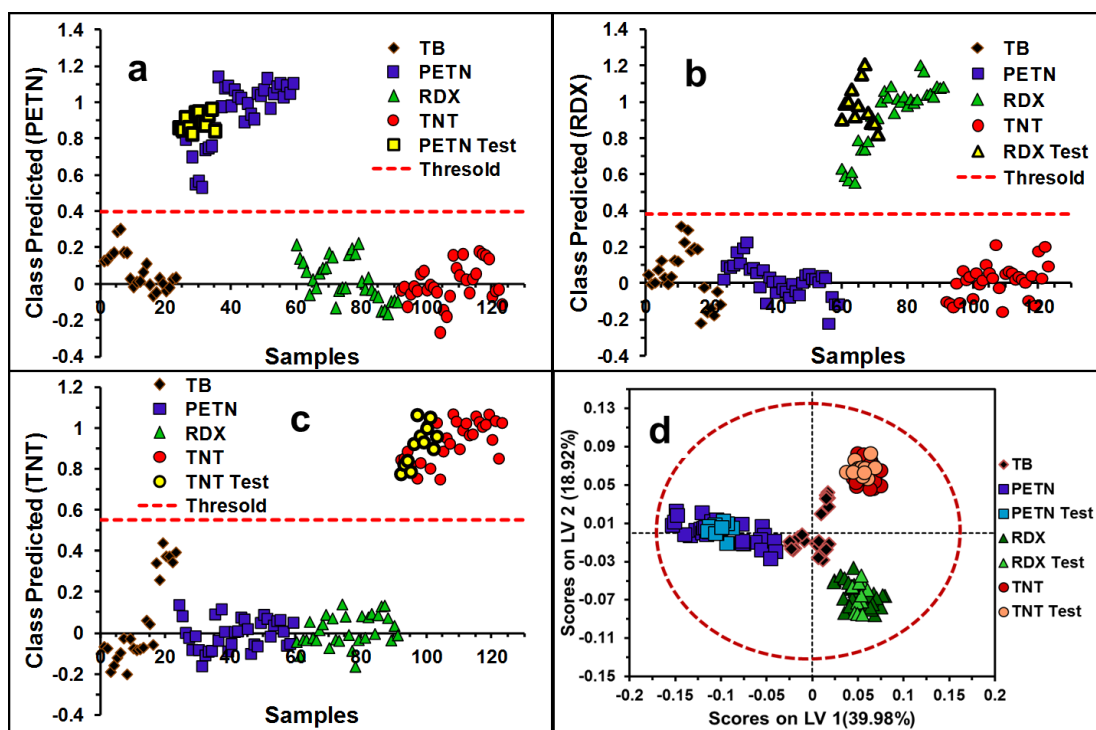 a
TB
PETN
RDX
TNT
PETN Test
Thresold
Class Predicted (PETN)
1.4
1.2
1
0.8
0.6
0.4
0.2
0
-0.2
-0.4
0 20 40 60 80 100 120
Samples
b
TB
PETN
RDX
TNT
RDX Test
Thresold
Class Predicted (RDX)
1.4
1.2
1
0.8
0.6
0.4
0.2
0
-0.2
-0.4
0 20 40 60 80 100 120
Samples
c
TB
PETN
RDX
TNT
TNT Test
Thresold
Class Predicted (TNT)
1.2
1
0.8
0.6
0.4
0.2
0
-0.2
-0.4
0 20 40 60 80 100 120
Samples
d
TB
PETN
PETN Test
RDX
RDX Test
TNT
TNT Test
Scores on LV 2 (18.92%)
0.13
0.09
0.05
0.01
-0.03
-0.07
-0.11
-0.15
-0.2 -0.15 -0.1 -0.05 0 0.05 0.1 0.15 0.2
Scores on LV 1(39.98%)